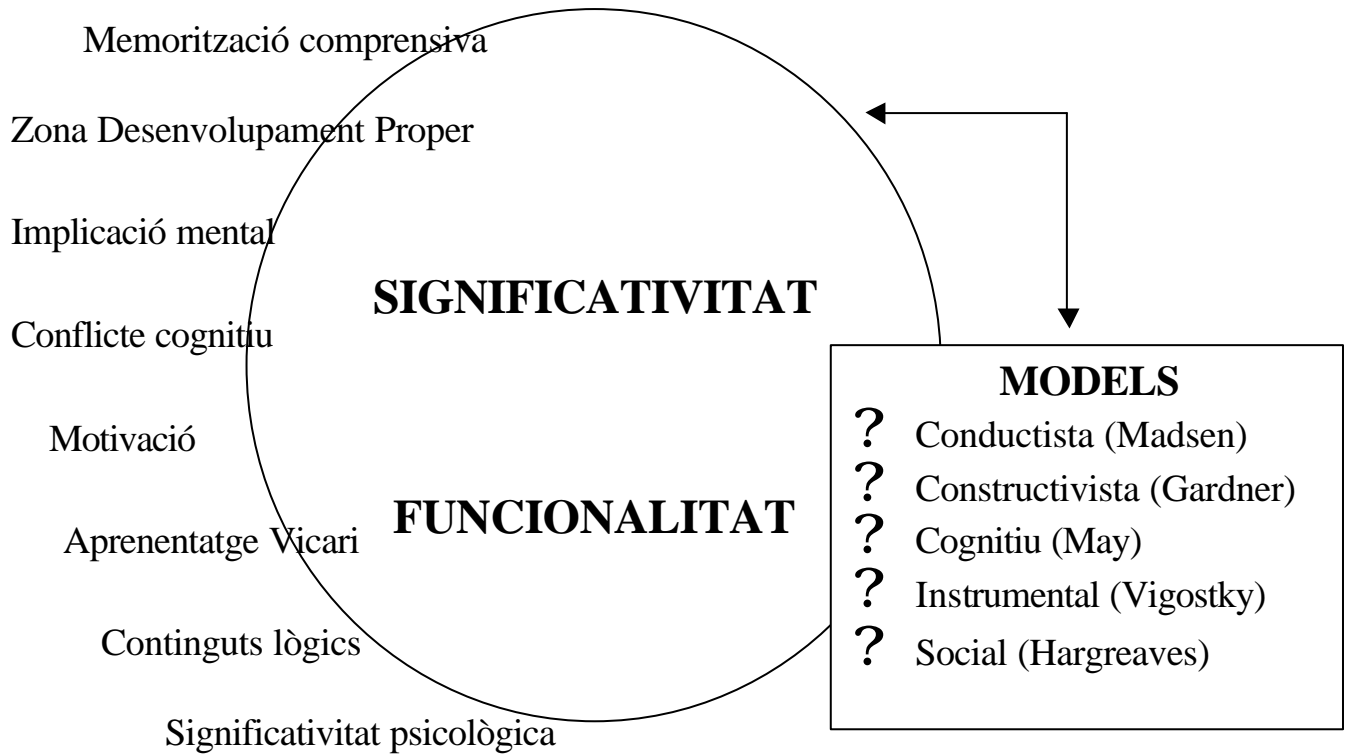 Memorització comprensiva
Zona Desenvolupament Proper
Implicació mental
SIGNIFICATIVITAT
Conflicte cognitiu
Motivació
FUNCIONALITAT
Aprenentatge Vicari
Continguts lògics
Significativitat psicològica
MODELS
? Conductista (Madsen)
? Constructivista (Gardner)
? Cognitiu (May)
? Instrumental (Vigostky)
? Social (Hargreaves)